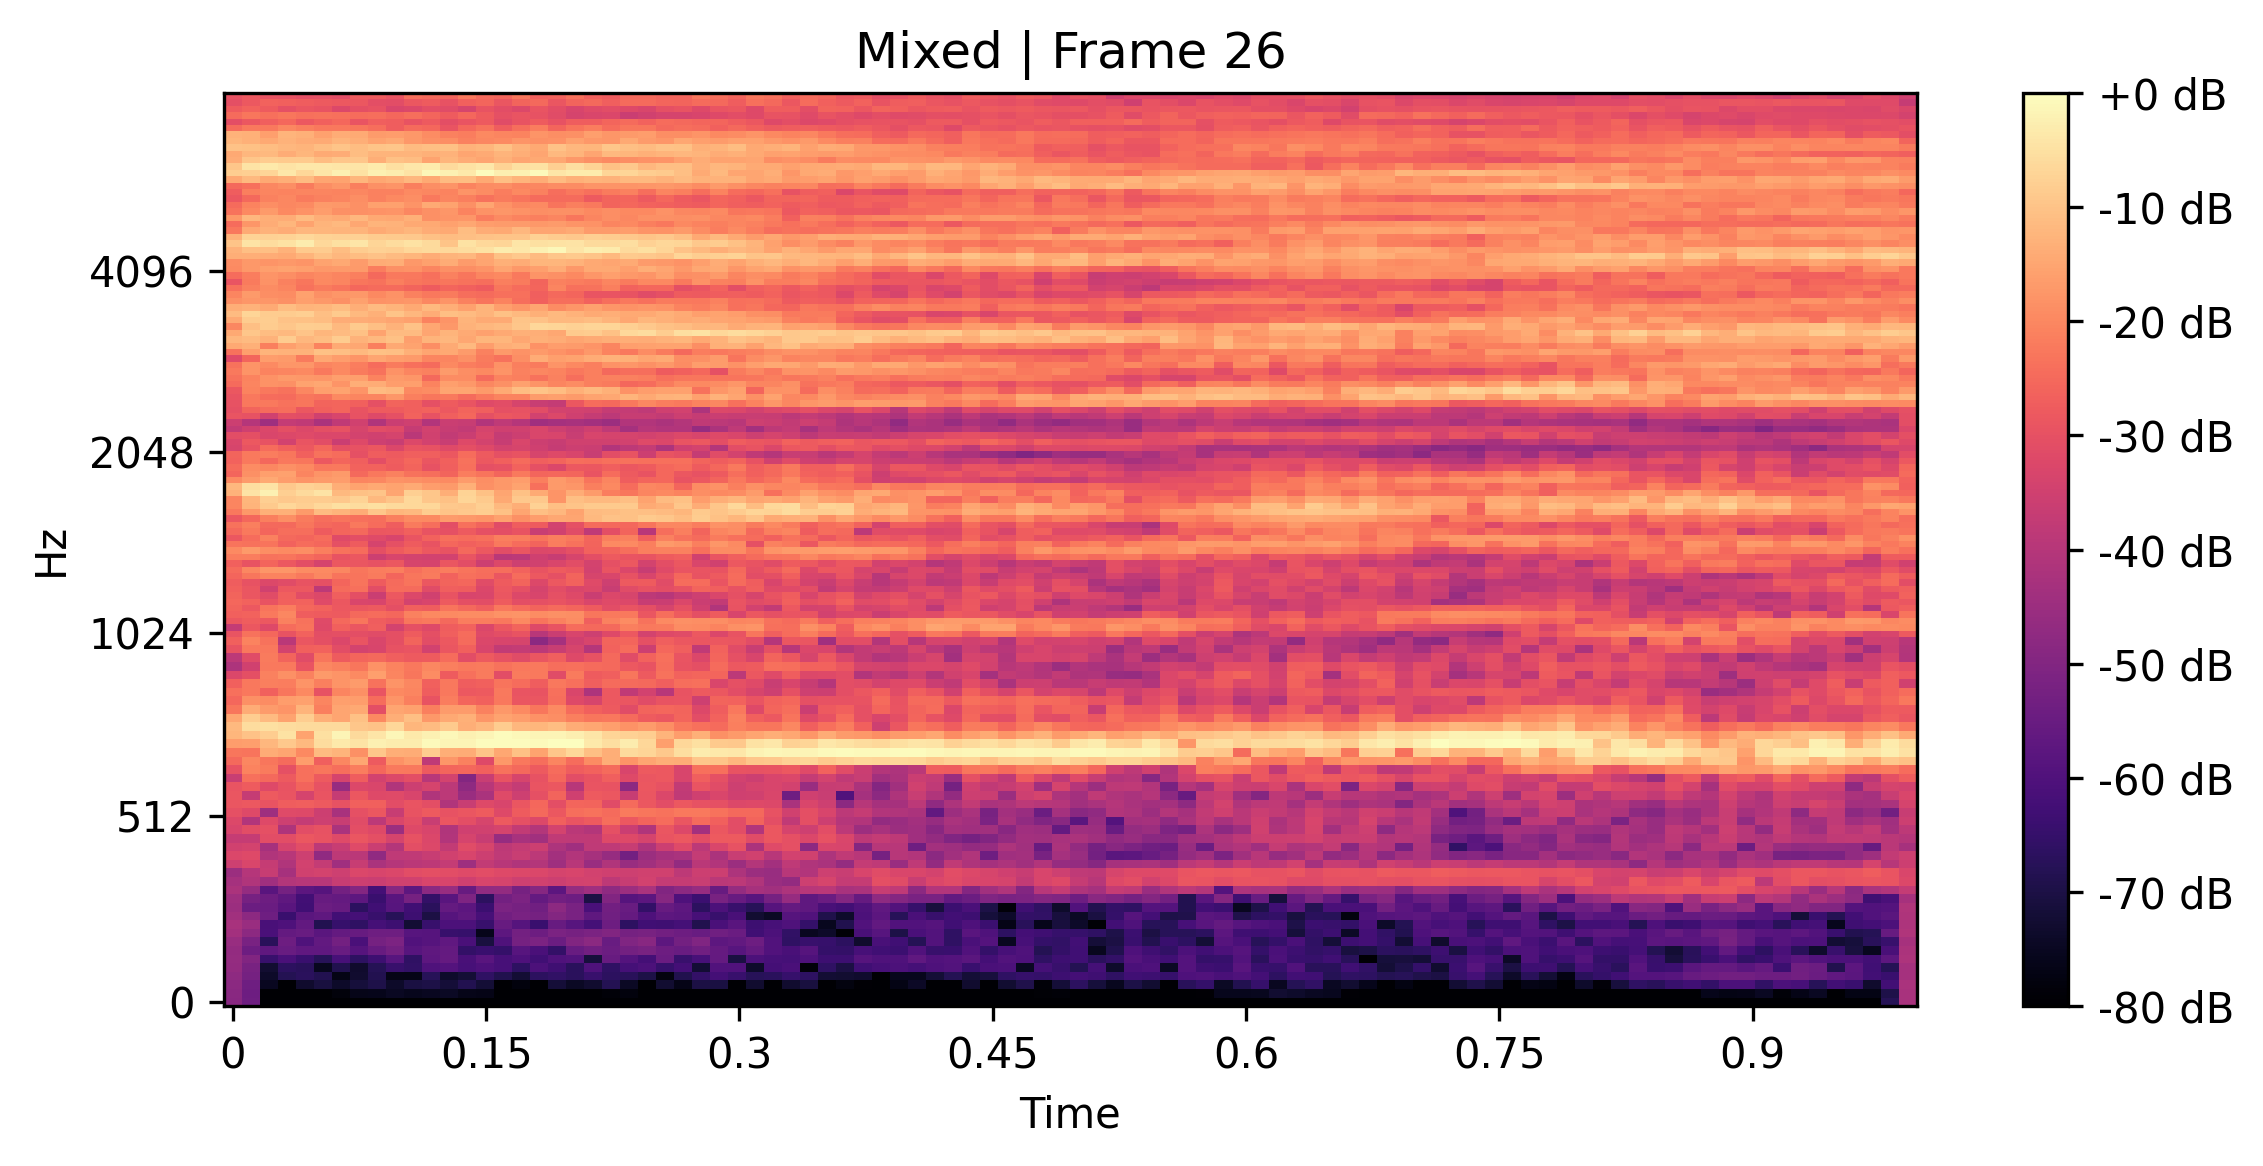 Mixed | Frame 26
Hz
4096
2048
1024
512
0
0 0.15 0.3 0.45 0.6 0.75 0.9
Time
+0 dB
-10 dB
-20 dB
-30 dB
-40 dB
-50 dB
-60 dB
-70 dB
-80 dB